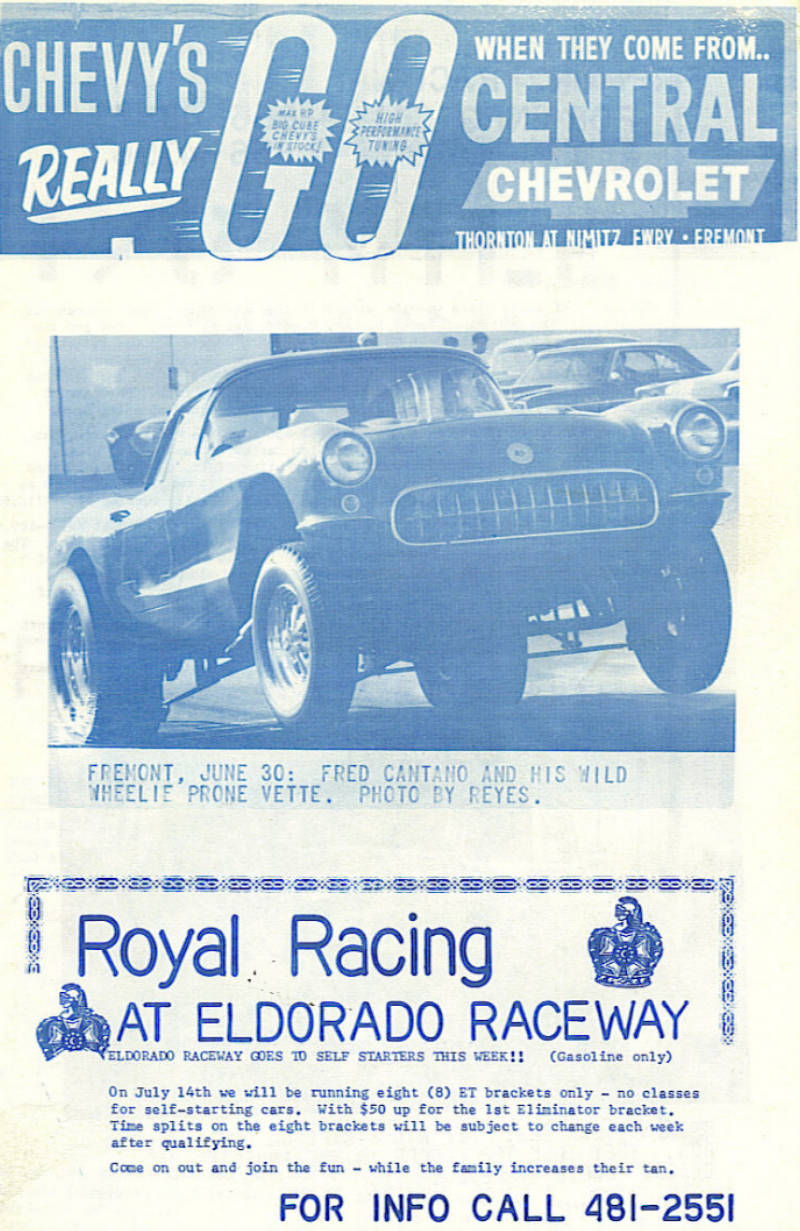 CHEVY'S
REALLY
GO
MAX HP
BIG CUBE
CHEVY'S
IN STOCK!
HIGH
PERFORMANCE
TUNING
WHEN THEY COME FROM..
CENTRAL
CHEVROLET
THORNTON AT NIMITZ FWRY • FREMONT
FREMONT, JUNE 30: FRED CANTANO AND HIS WILD
WHEELIE PRONE VETTE. PHOTO BY REYES.
Royal Racing
AT ELDORADO RACEWAY
ELDORADO RACEWAY GOES TO SELF STARTERS THIS WEEK!! (Gasoline only)
On July 14th we will be running eight (8) ET brackets only - no classes
for self-starting cars. With $50 up for the 1st Eliminator bracket.
Time splits on the eight brackets will be subject to change each week
after qualifying.
Come on out and join the fun - while the family increases their tan.
FOR INFO CALL 481-2551